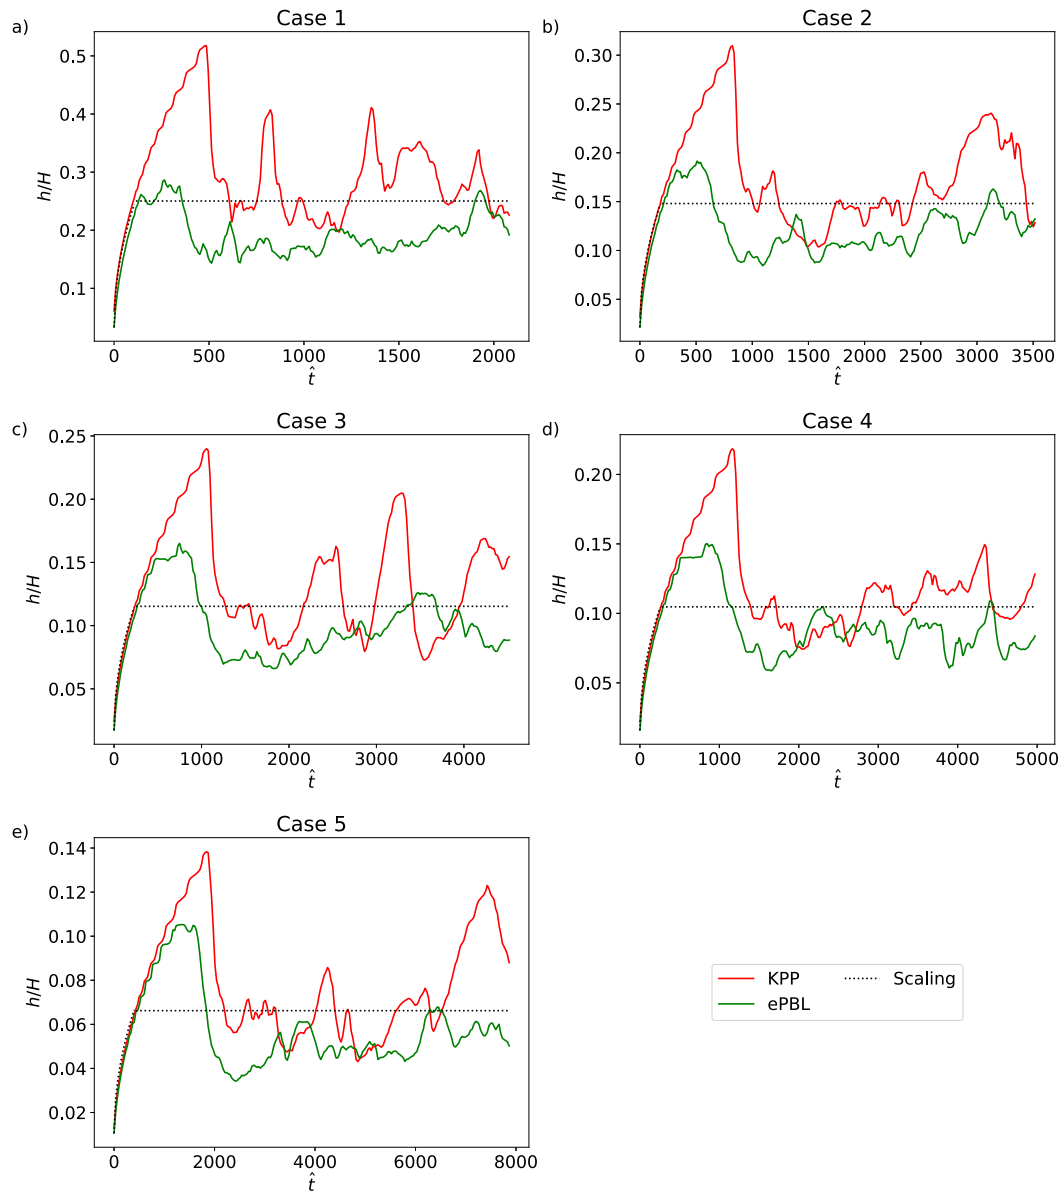 a) Case 1
h/H
0.5
0.4
0.3
0.2
0.1
0 500 1000 1500 2000
t̂
b) Case 2
h/H
0.30
0.25
0.20
0.15
0.10
0.05
0 500 1000 1500 2000 2500 3000 3500
t̂
c) Case 3
h/H
0.25
0.20
0.15
0.10
0.05
0 1000 2000 3000 4000
t̂
d) Case 4
h/H
0.20
0.15
0.10
0.05
0 1000 2000 3000 4000 5000
t̂
e) Case 5
h/H
0.14
0.12
0.10
0.08
0.06
0.04
0.02
0 2000 4000 6000 8000
t̂
KPP Scaling
ePBL